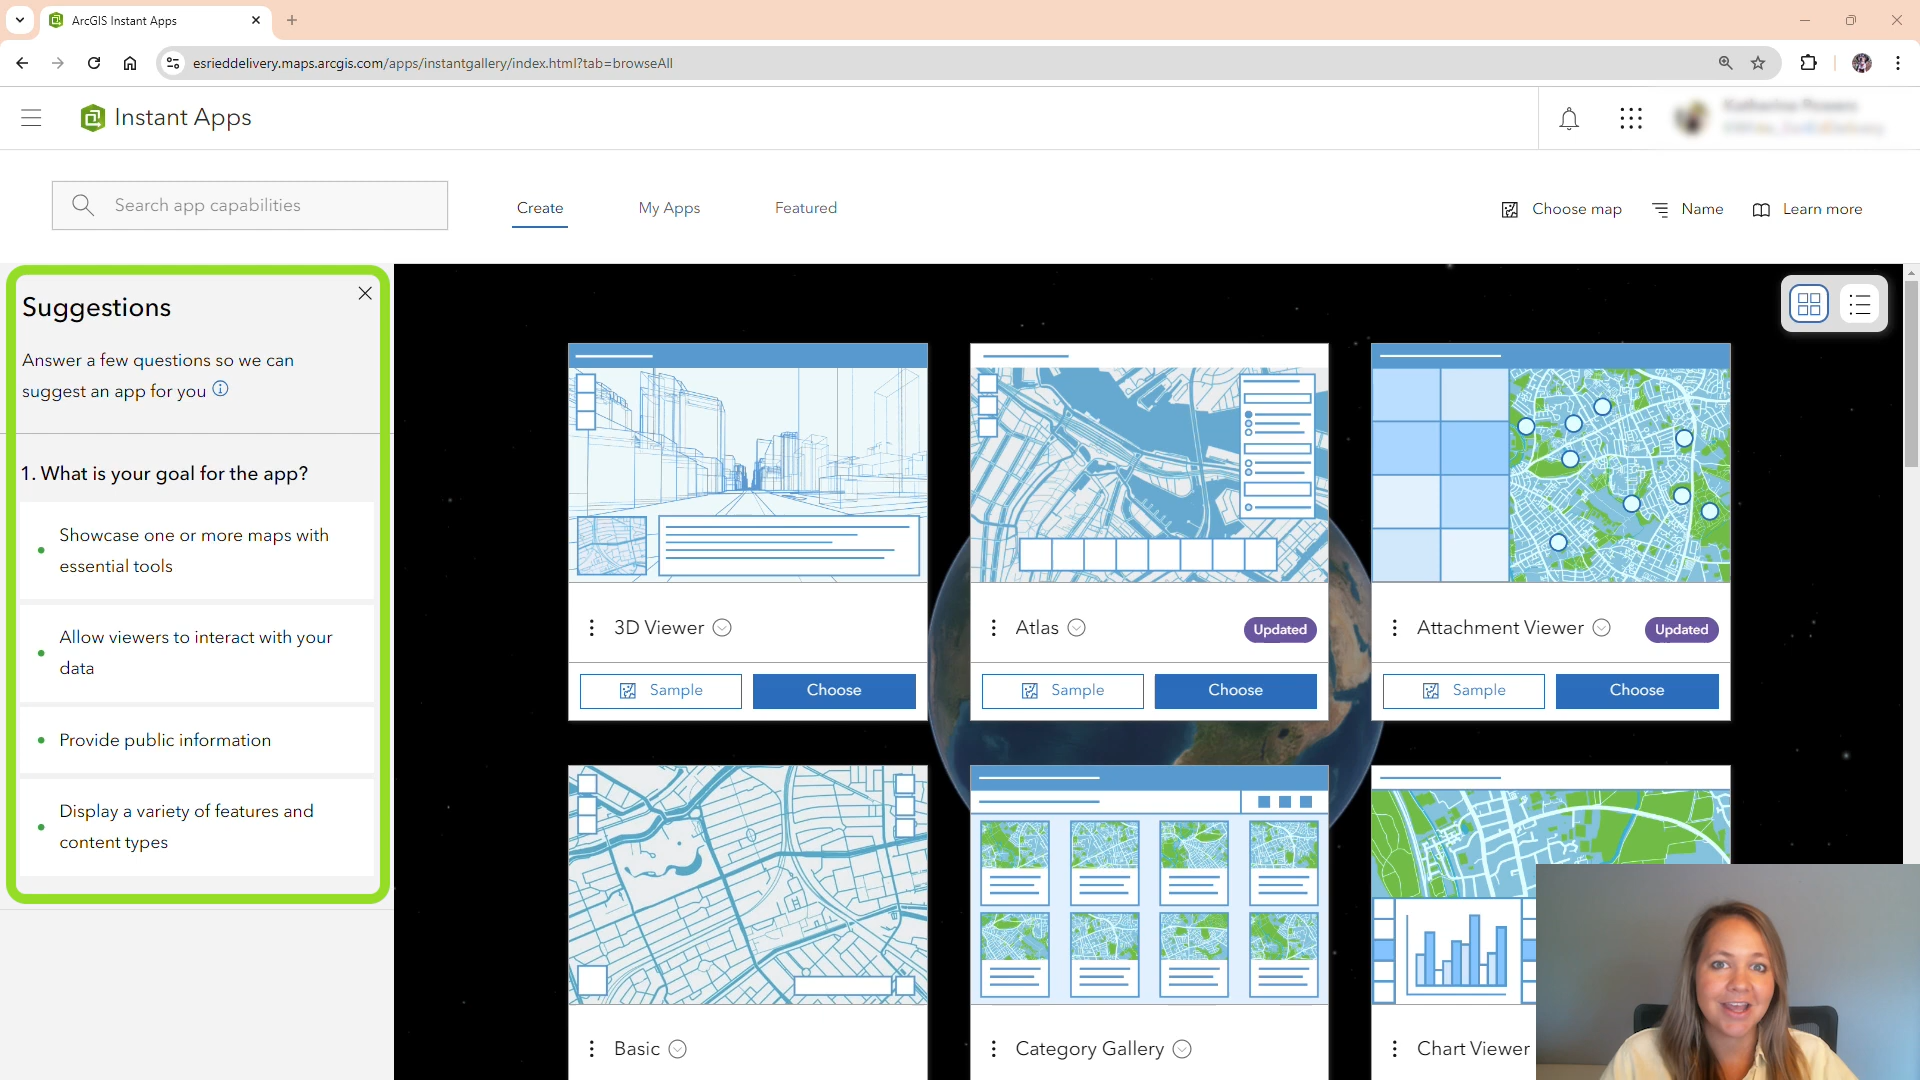 ArcGIS Instant Apps
esrieddelivery.maps.arcgis.com/apps/instantgallery/index.html?tab=browseAll
Instant Apps
Search app capabilities
Create
My Apps
Featured
Choose map
Name
Learn more
Suggestions
Answer a few questions so we can
suggest an app for you
1. What is your goal for the app?
Showcase one or more maps with
essential tools
Allow viewers to interact with your
data
Provide public information
Display a variety of features and
content types
3D Viewer
Sample
Choose
Atlas
Updated
Sample
Choose
Attachment Viewer
Updated
Sample
Choose
Basic
Category Gallery
Chart Viewer